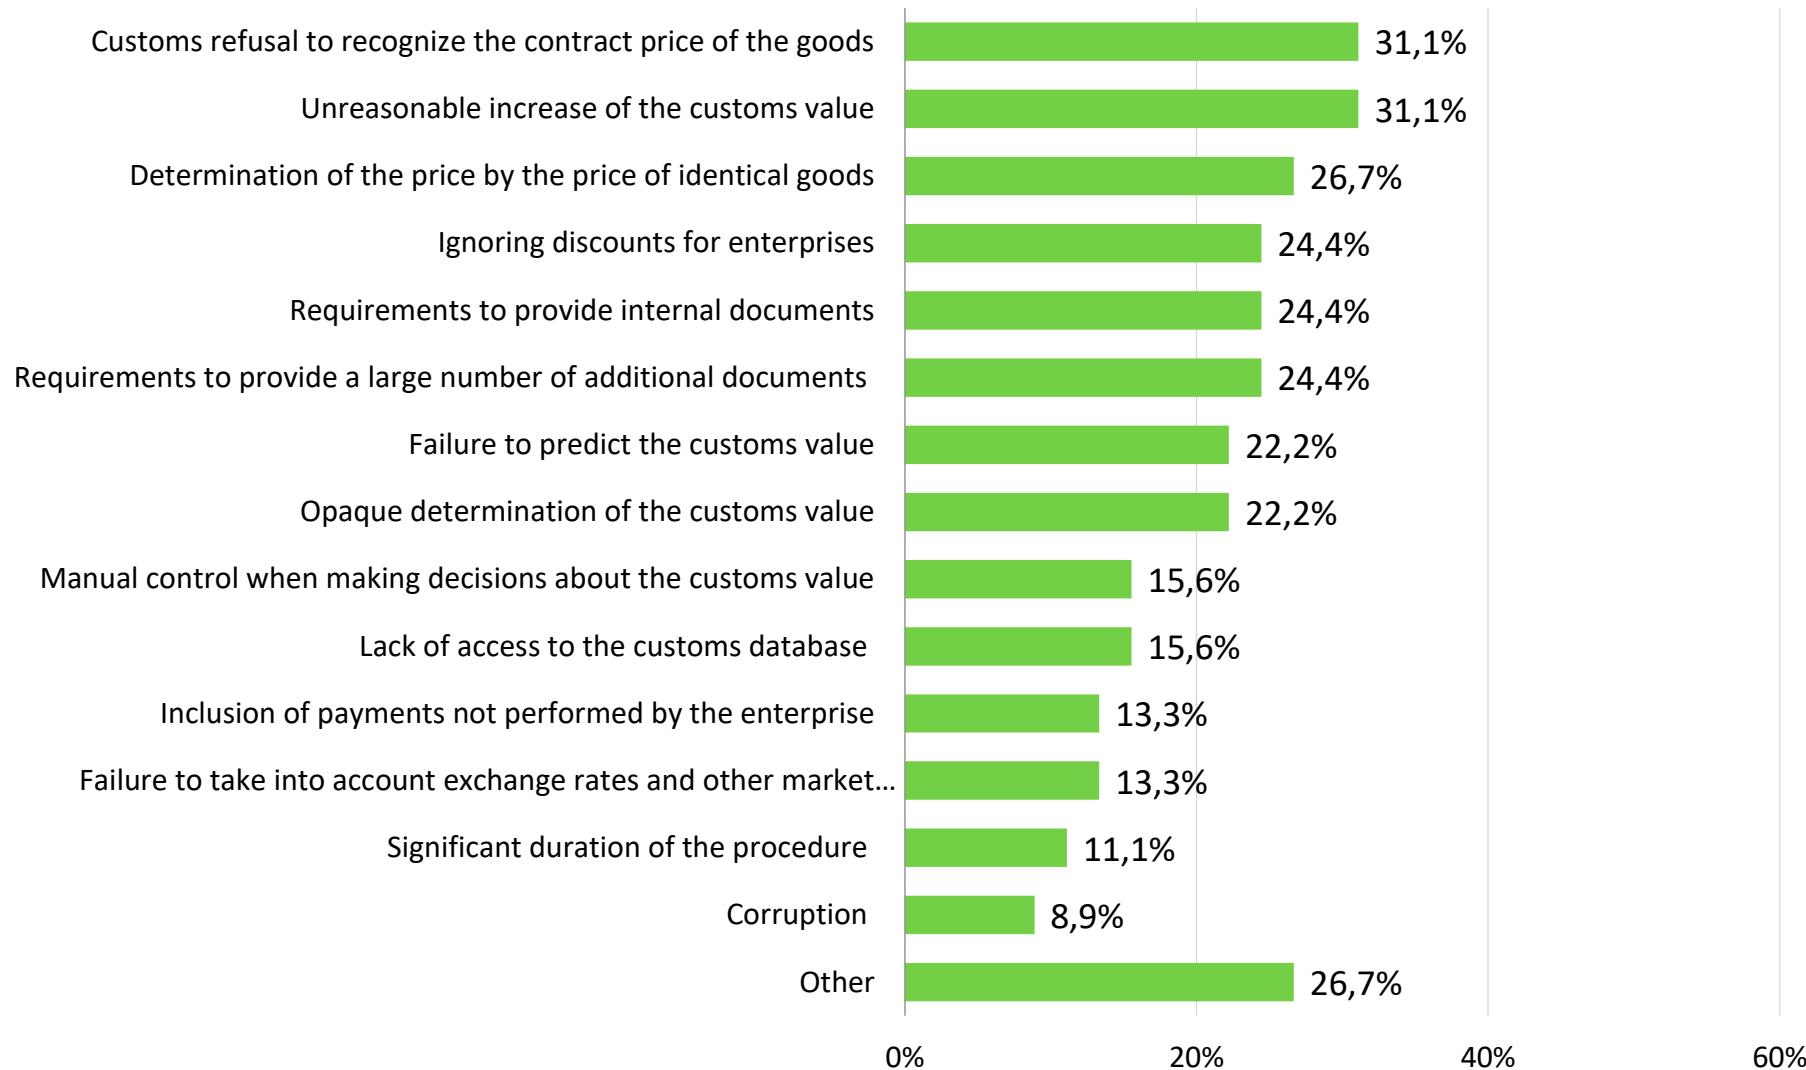 Customs refusal to recognize the contract price of the goods 31,1%
Unreasonable increase of the customs value 31,1%
Determination of the price by the price of identical goods 26,7%
Ignoring discounts for enterprises 24,4%
Requirements to provide internal documents 24,4%
Requirements to provide a large number of additional documents 24,4%
Failure to predict the customs value 22,2%
Opaque determination of the customs value 22,2%
Manual control when making decisions about the customs value 15,6%
Lack of access to the customs database 15,6%
Inclusion of payments not performed by the enterprise 13,3%
Failure to take into account exchange rates and other market... 13,3%
Significant duration of the procedure 11,1%
Corruption 8,9%
Other 26,7%
0% 20% 40% 60%